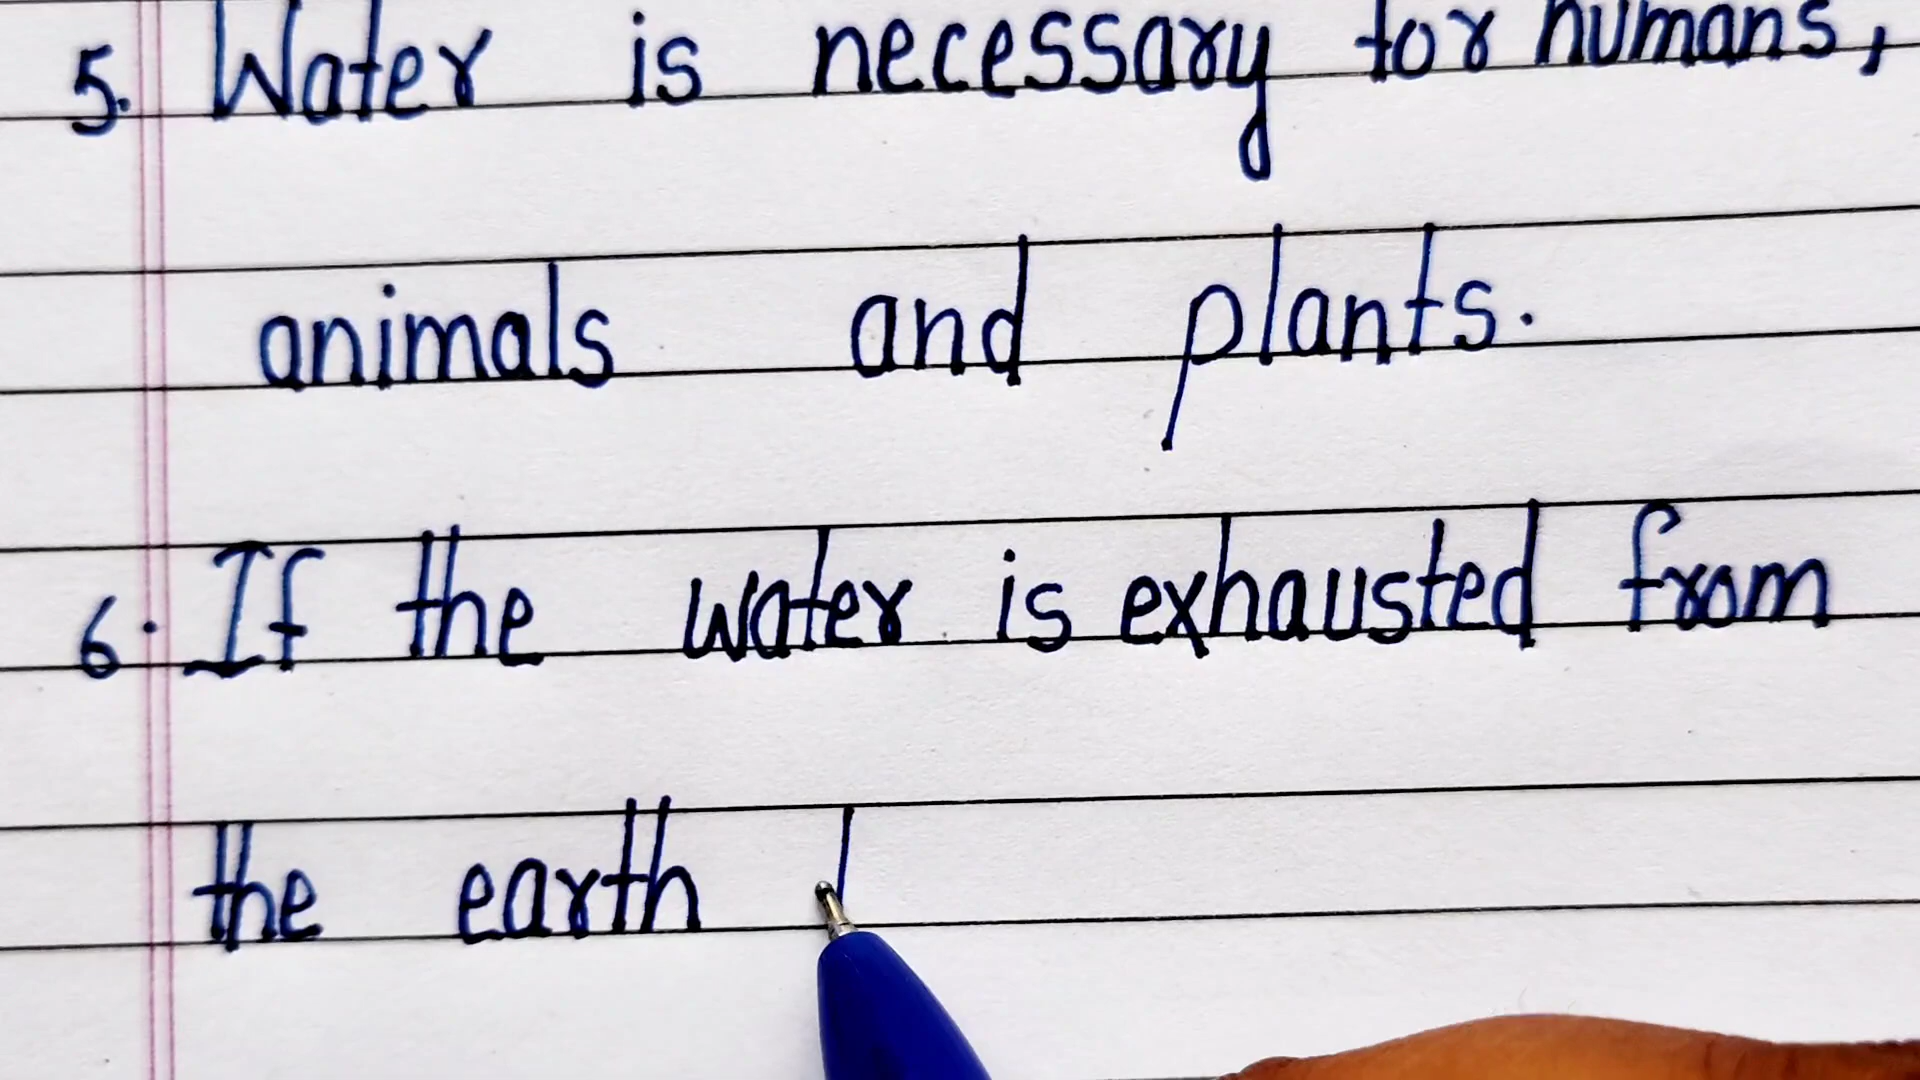 5. Water is necessary for humans,
animals and plants.
6. If the water is exhausted from
the earth